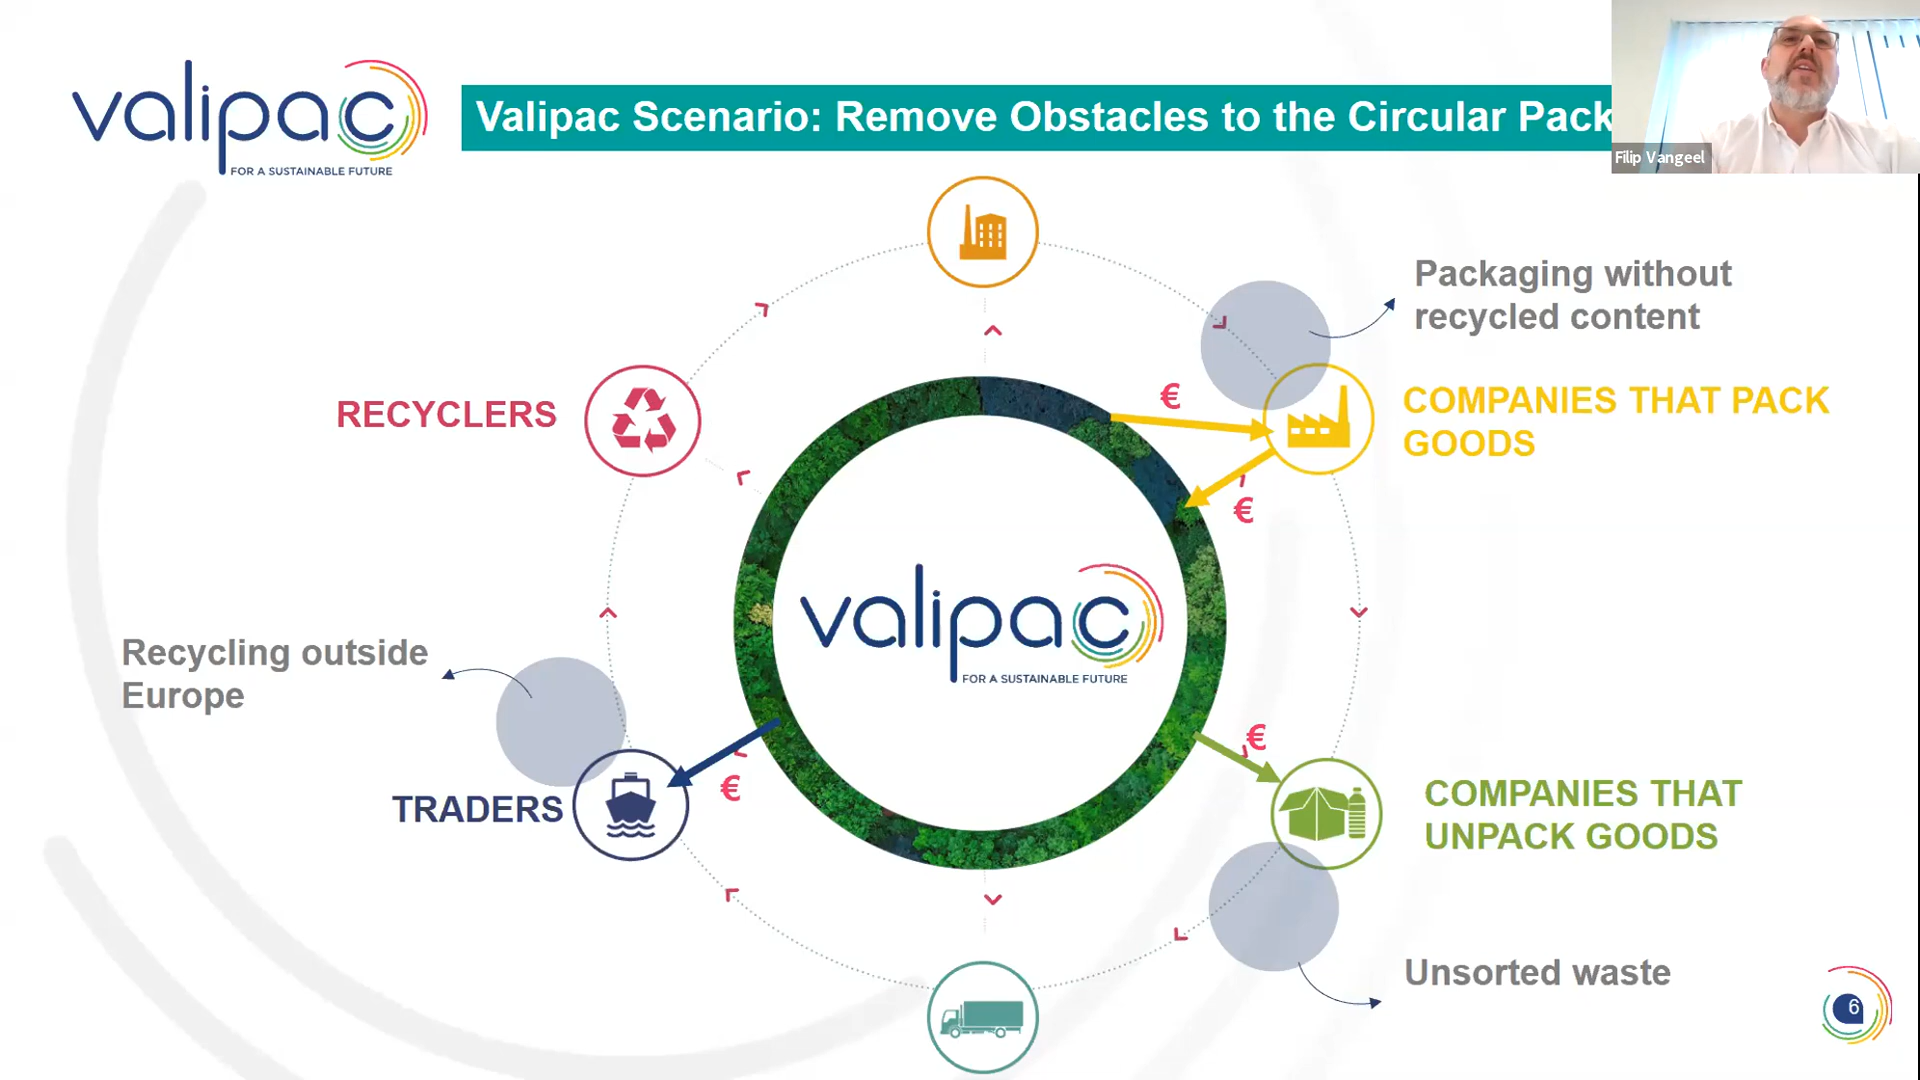 valipac
FOR A SUSTAINABLE FUTURE
Valipac Scenario: Remove Obstacles to the Circular Pack
Filip Vangeel
Packaging without
recycled content
€
RECYCLERS
COMPANIES THAT PACK
GOODS
€
valipac
FOR A SUSTAINABLE FUTURE
Recycling outside
Europe
€
€
TRADERS
COMPANIES THAT
UNPACK GOODS
Unsorted waste
6